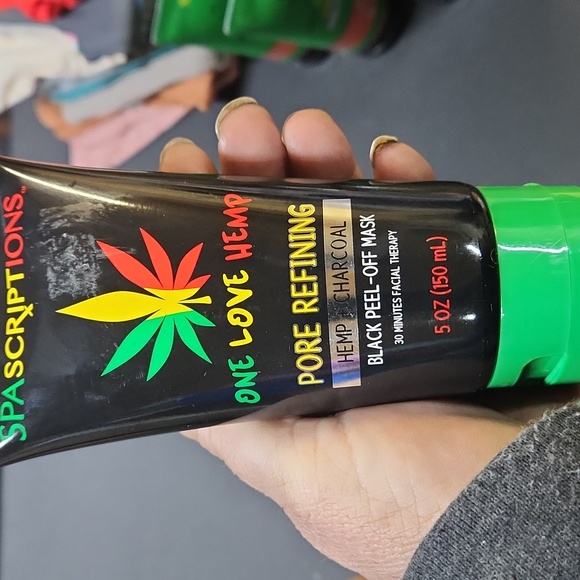 SPASCRIPTIONS™
ONE LOVE HEMP
PORE REFINING
HEMP & CHARCOAL
BLACK PEEL-OFF MASK
30 MINUTES FACIAL THERAPY
5 OZ (150 mL)